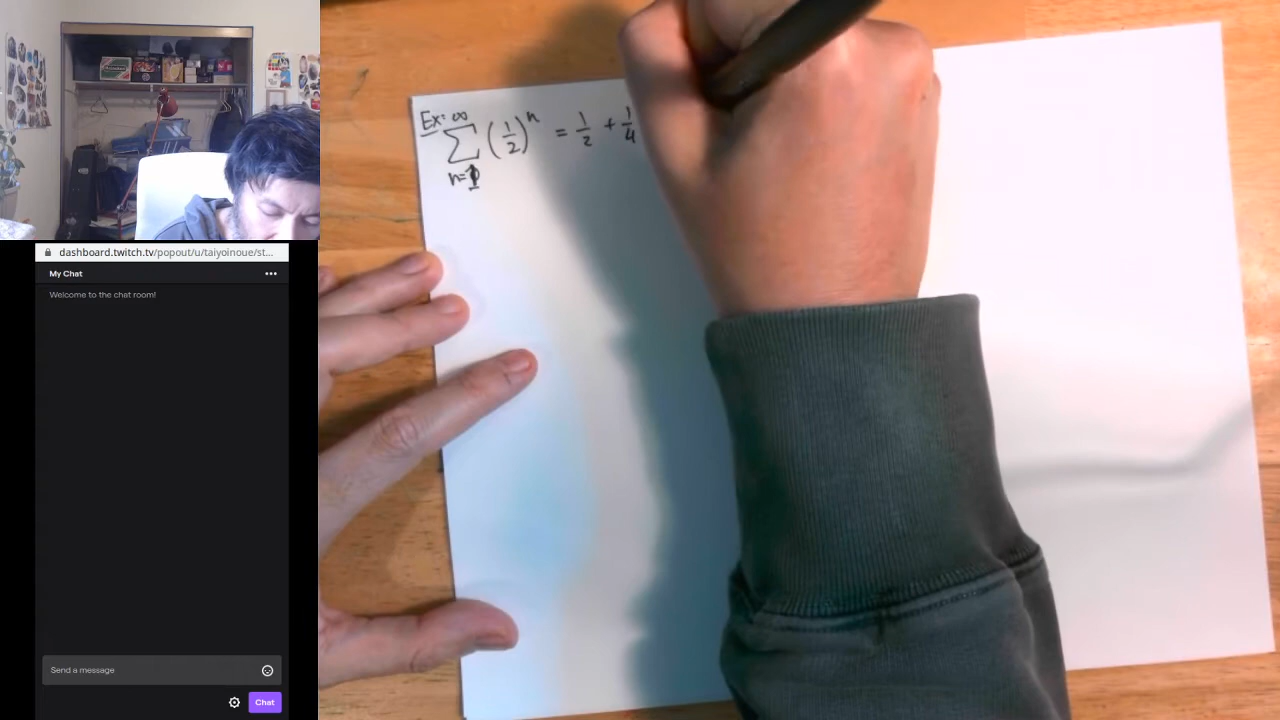 dashboard.twitch.tv/popout/u/taiyoinoue/st...
My Chat
Welcome to the chat room!
Send a message
Chat
Ex: ∞
∑ (1/2)^n = 1/2 + 1/4
n=1